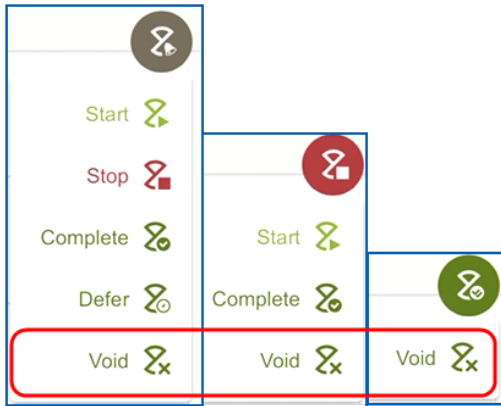 Start
Stop
Complete
Defer
Void
Start
Complete
Void
Void